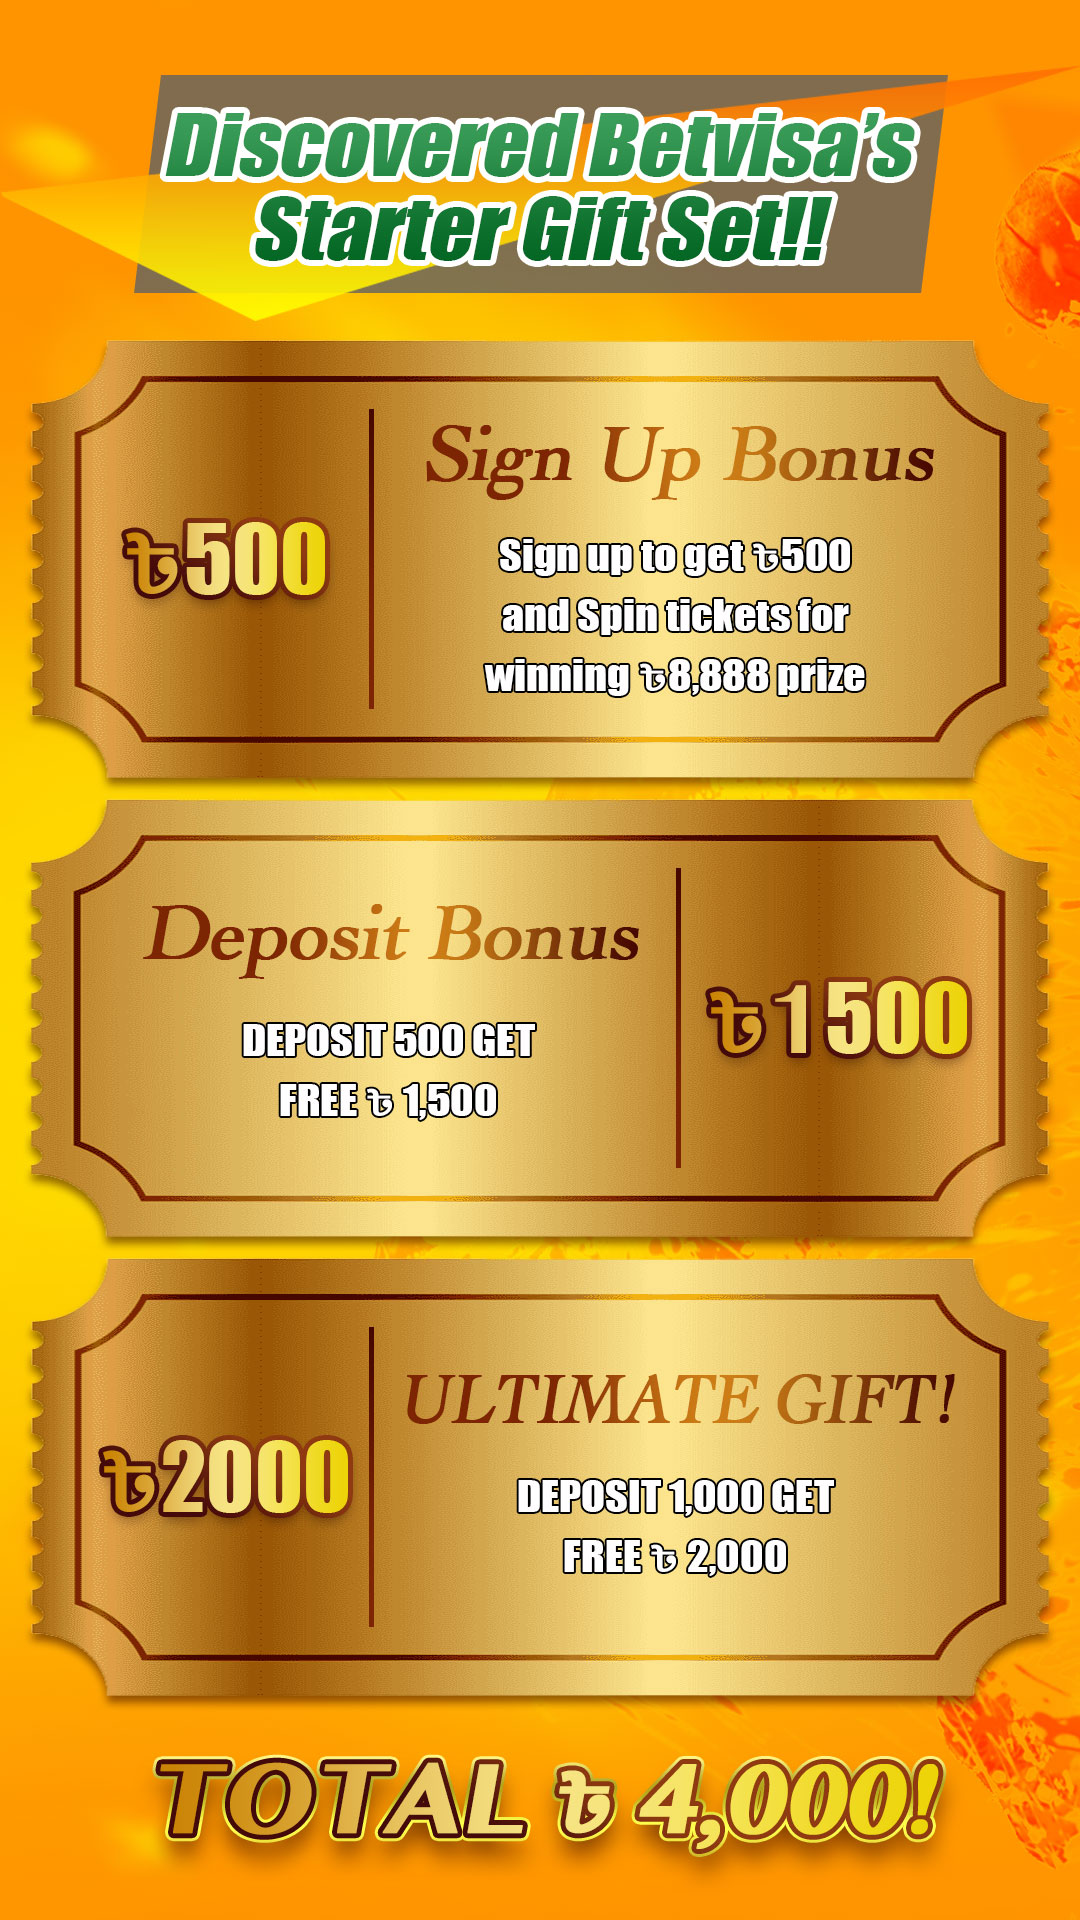 Discovered Betvisa's
Starter Gift Set!!
৳500
Sign Up Bonus
Sign up to get ৳500
and Spin tickets for
winning ৳8,888 prize
Deposit Bonus
DEPOSIT 500 GET
FREE ৳ 1,500
৳1500
৳2000
ULTIMATE GIFT!
DEPOSIT 1,000 GET
FREE ৳ 2,000
TOTAL ৳ 4,000!